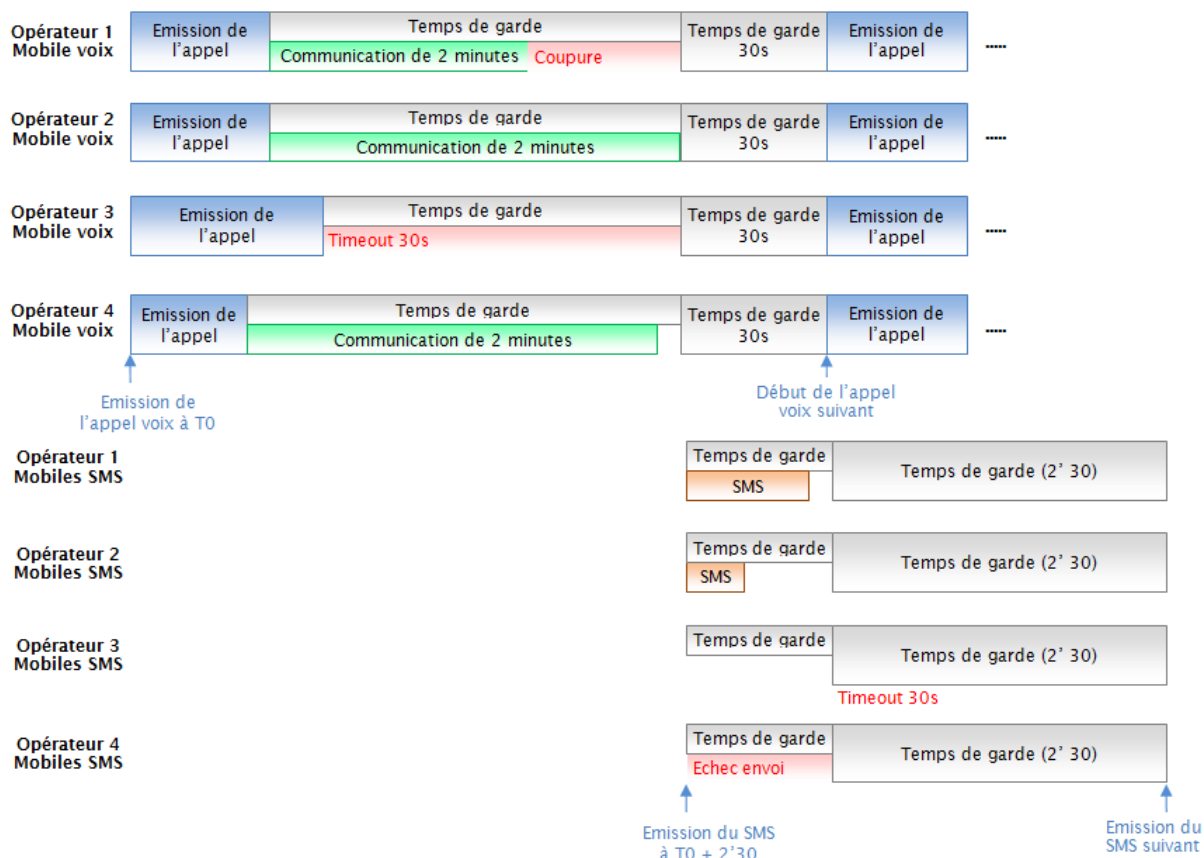 Opérateur 1
Mobile voix
Emission de
l'appel
Temps de garde
Communication de 2 minutes
Coupure
Temps de garde
30s
Emission de
l'appel
.....
Opérateur 2
Mobile voix
Emission de
l'appel
Temps de garde
Communication de 2 minutes
Temps de garde
30s
Emission de
l'appel
.....
Opérateur 3
Mobile voix
Emission de
l'appel
Temps de garde
Timeout 30s
Temps de garde
30s
Emission de
l'appel
.....
Opérateur 4
Mobile voix
Emission de
l'appel
Temps de garde
Communication de 2 minutes
Temps de garde
30s
Emission de
l'appel
.....
Emission de
l'appel voix à T0
Début de l'appel
voix suivant
Opérateur 1
Mobiles SMS
Temps de garde
SMS
Temps de garde (2' 30)
Opérateur 2
Mobiles SMS
Temps de garde
SMS
Temps de garde (2' 30)
Opérateur 3
Mobiles SMS
Temps de garde
Temps de garde (2' 30)
Timeout 30s
Opérateur 4
Mobiles SMS
Temps de garde
Echec envoi
Temps de garde (2' 30)
Emission du SMS
à T0 + 2'30
Emission du
SMS suivant